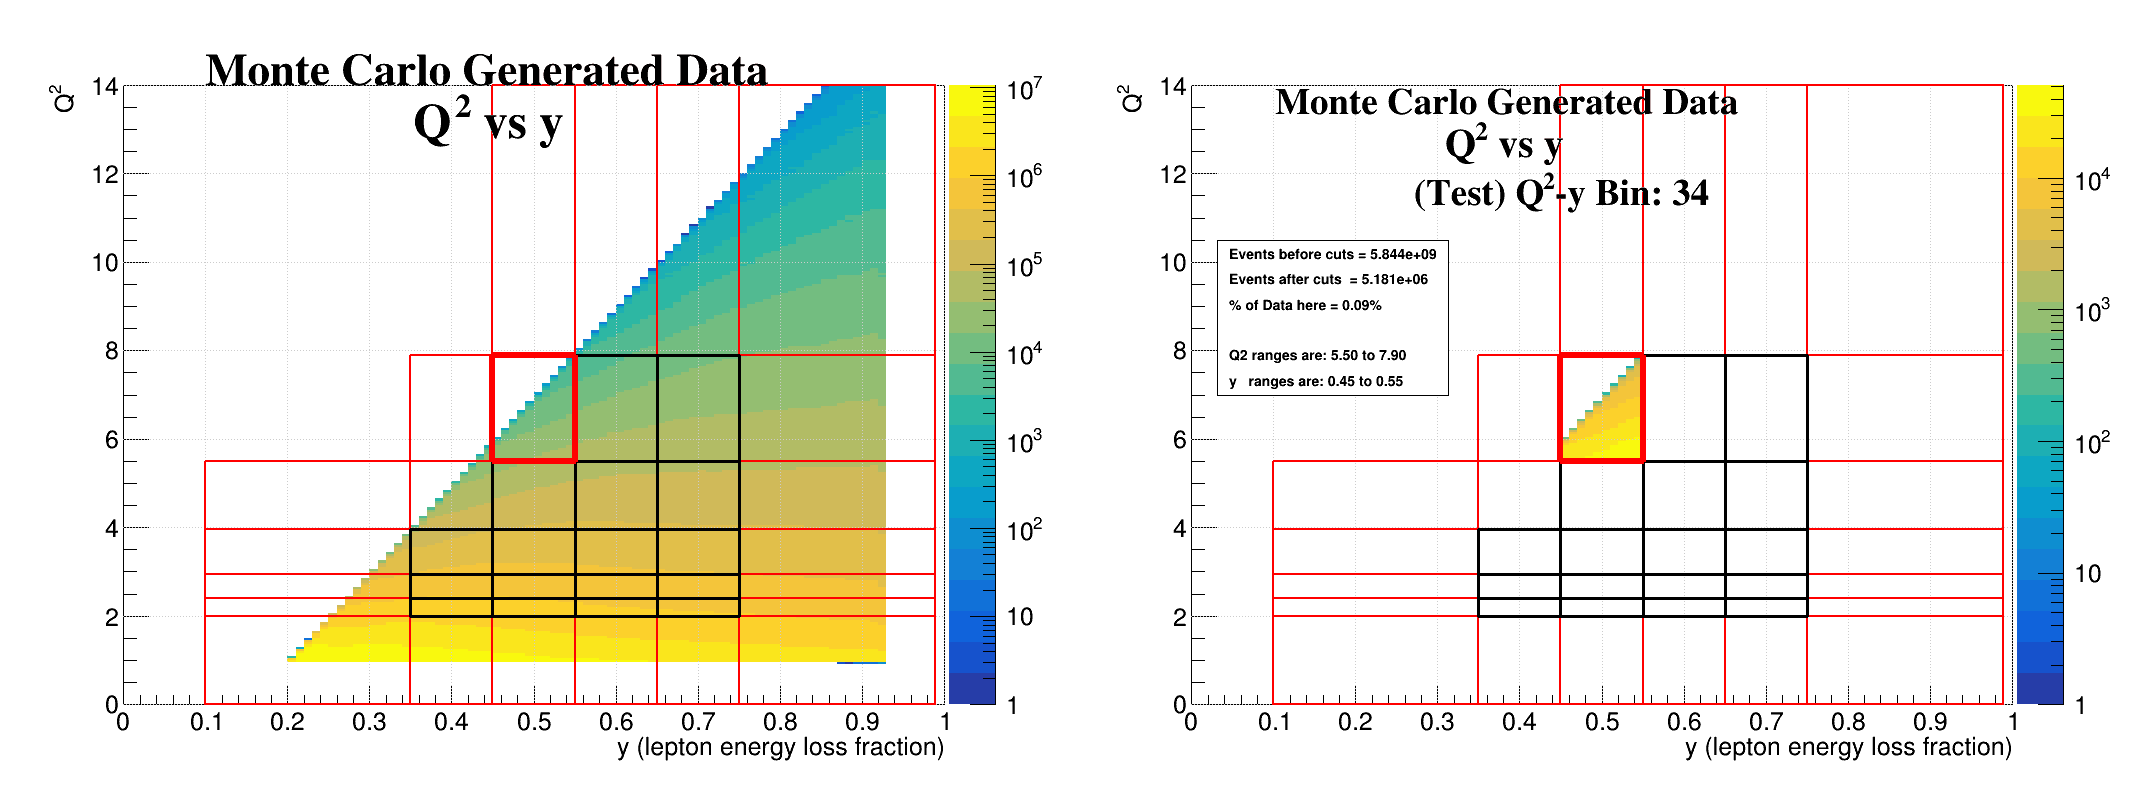 Monte Carlo Generated Data
Q² vs y
Q²
14
12
10
8
6
4
2
0
0 0.1 0.2 0.3 0.4 0.5 0.6 0.7 0.8 0.9 1
y (lepton energy loss fraction)
10⁷
10⁶
10⁵
10⁴
10³
10²
10
1
Monte Carlo Generated Data
Q² vs y
(Test) Q²-y Bin: 34
Events before cuts = 5.844e+09
Events after cuts = 5.181e+06
% of Data here = 0.09%
Q2 ranges are: 5.50 to 7.90
y ranges are: 0.45 to 0.55
Q²
14
12
10
8
6
4
2
0
0 0.1 0.2 0.3 0.4 0.5 0.6 0.7 0.8 0.9 1
y (lepton energy loss fraction)
10⁴
10³
10²
10
1